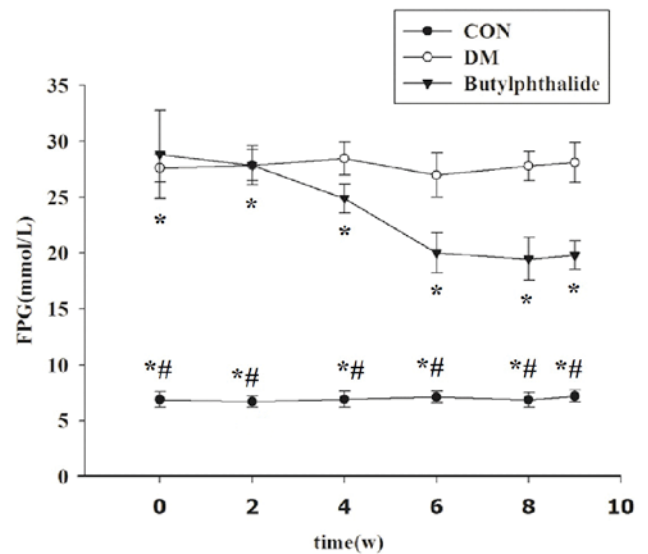 CON
DM
Butylphthalide
FPG(mmol/L)
35
30
25
20
15
10
5
0
* * * * * *
*# *# *# *# *# *#
0 2 4 6 8 10
time(w)